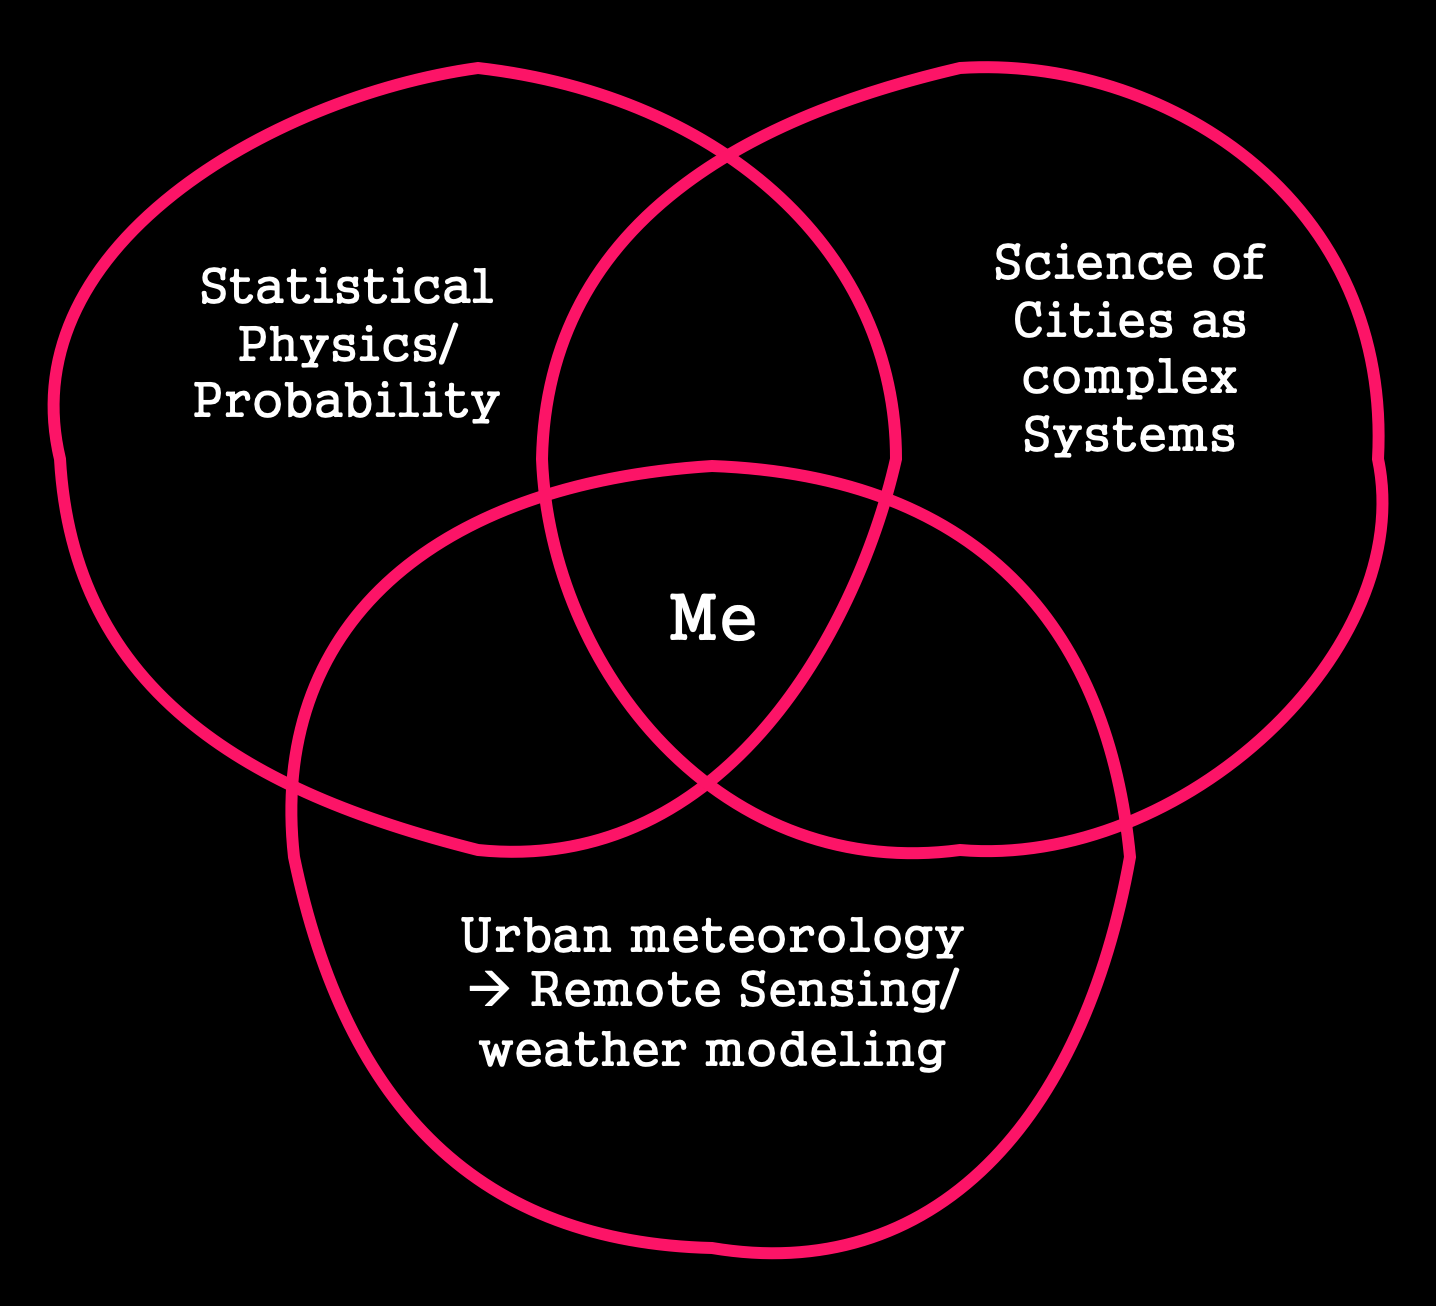 Statistical
Physics/
Probability
Science of
Cities as
complex
Systems
Me
Urban meteorology
→ Remote Sensing/
weather modeling